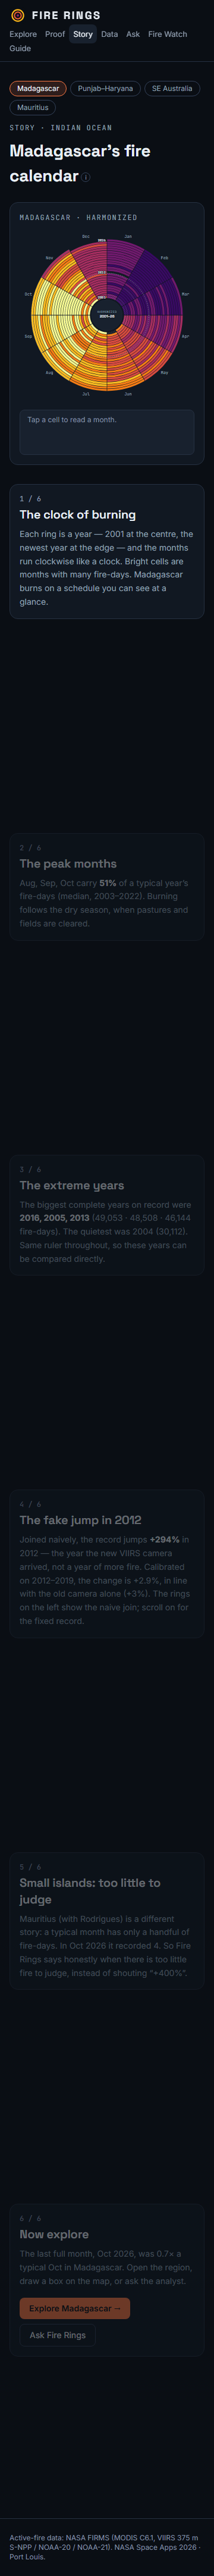 FIRE RINGS
Explore Proof Story Data Ask Fire Watch
Guide
Madagascar Punjab–Haryana SE Australia
Mauritius
STORY · INDIAN OCEAN
Madagascar's fire
calendar
MADAGASCAR · HARMONIZED
Dec Jan
Nov Feb
Oct Mar
Sep Apr
Aug May
Jul Jun
Tap a cell to read a month.
1 / 6
The clock of burning
Each ring is a year — 2001 at the centre, the
newest year at the edge — and the months
run clockwise like a clock. Bright cells are
months with many fire-days. Madagascar
burns on a schedule you can see at a
glance.
2 / 6
The peak months
Aug, Sep, Oct carry 51% of a typical year's
fire-days (median, 2003–2022). Burning
follows the dry season, when pastures and
fields are cleared.
3 / 6
The extreme years
The biggest complete years on record were
2016, 2005, 2013 (49,053 · 48,508 · 46,144
fire-days). The quietest was 2004 (30,112).
Same ruler throughout, so these years can
be compared directly.
4 / 6
The fake jump in 2012
Joined naively, the record jumps +294% in
2012 — the year the new VIIRS camera
arrived, not a year of more fire. Calibrated
on 2012–2019, the change is +2.9%, in line
with the old camera alone (+3%). The rings
on the left show the naive join; scroll on for
the fixed record.
5 / 6
Small islands: too little to
judge
Mauritius (with Rodrigues) is a different
story: a typical month has only a handful of
fire-days. In Oct 2026 it recorded 4. So Fire
Rings says honestly when there is too little
fire to judge, instead of shouting "+400%".
6 / 6
Now explore
The last full month, Oct 2026, was 0.7× a
typical Oct in Madagascar. Open the region,
draw a box on the map, or ask the analyst.
Explore Madagascar →
Ask Fire Rings
Active-fire data: NASA FIRMS (MODIS C6.1, VIIRS 375 m
S-NPP / NOAA-20 / NOAA-21). NASA Space Apps 2026 ·
Port Louis.